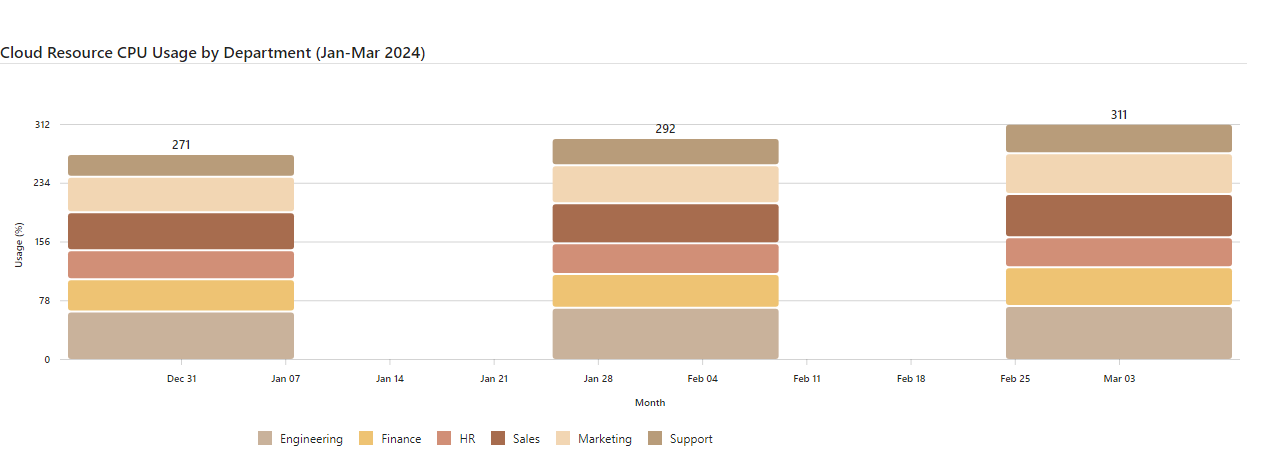 Cloud Resource CPU Usage by Department (Jan-Mar 2024)
311
312
292
271
234
156
78
0
Usage (%)
Dec 31 Jan 07 Jan 14 Jan 21 Jan 28 Feb 04 Feb 11 Feb 18 Feb 25 Mar 03
Month
Engineering Finance HR Sales Marketing Support